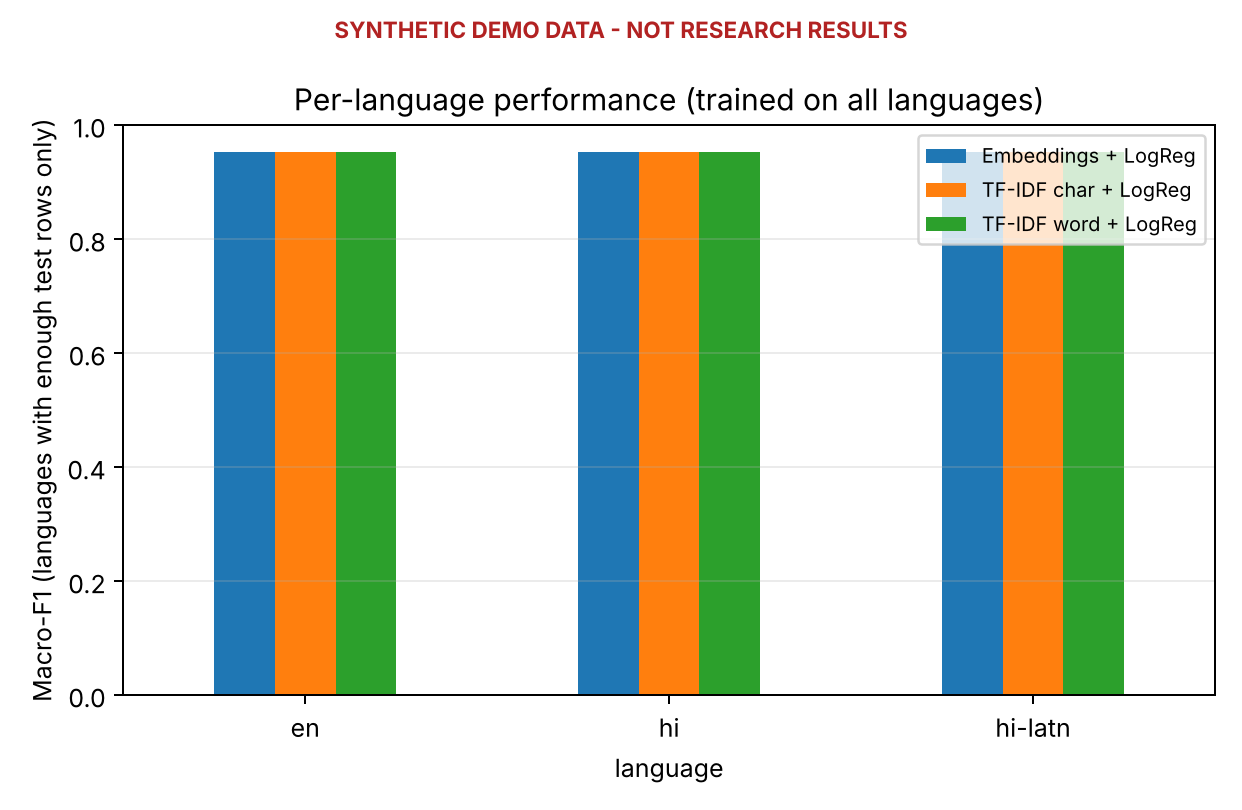 SYNTHETIC DEMO DATA - NOT RESEARCH RESULTS
Per-language performance (trained on all languages)
Macro-F1 (languages with enough test rows only)
1.0
0.8
0.6
0.4
0.2
0.0
Embeddings + LogReg
TF-IDF char + LogReg
TF-IDF word + LogReg
en
hi
hi-latn
language